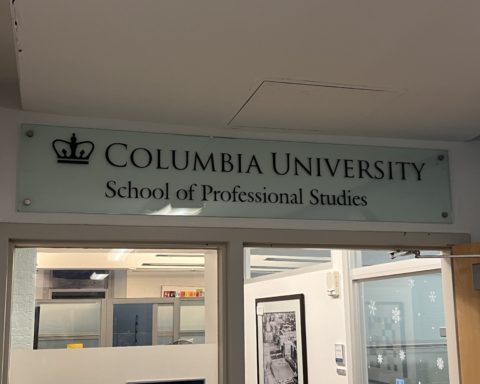 COLUMBIA UNIVERSITY
School of Professional Studies